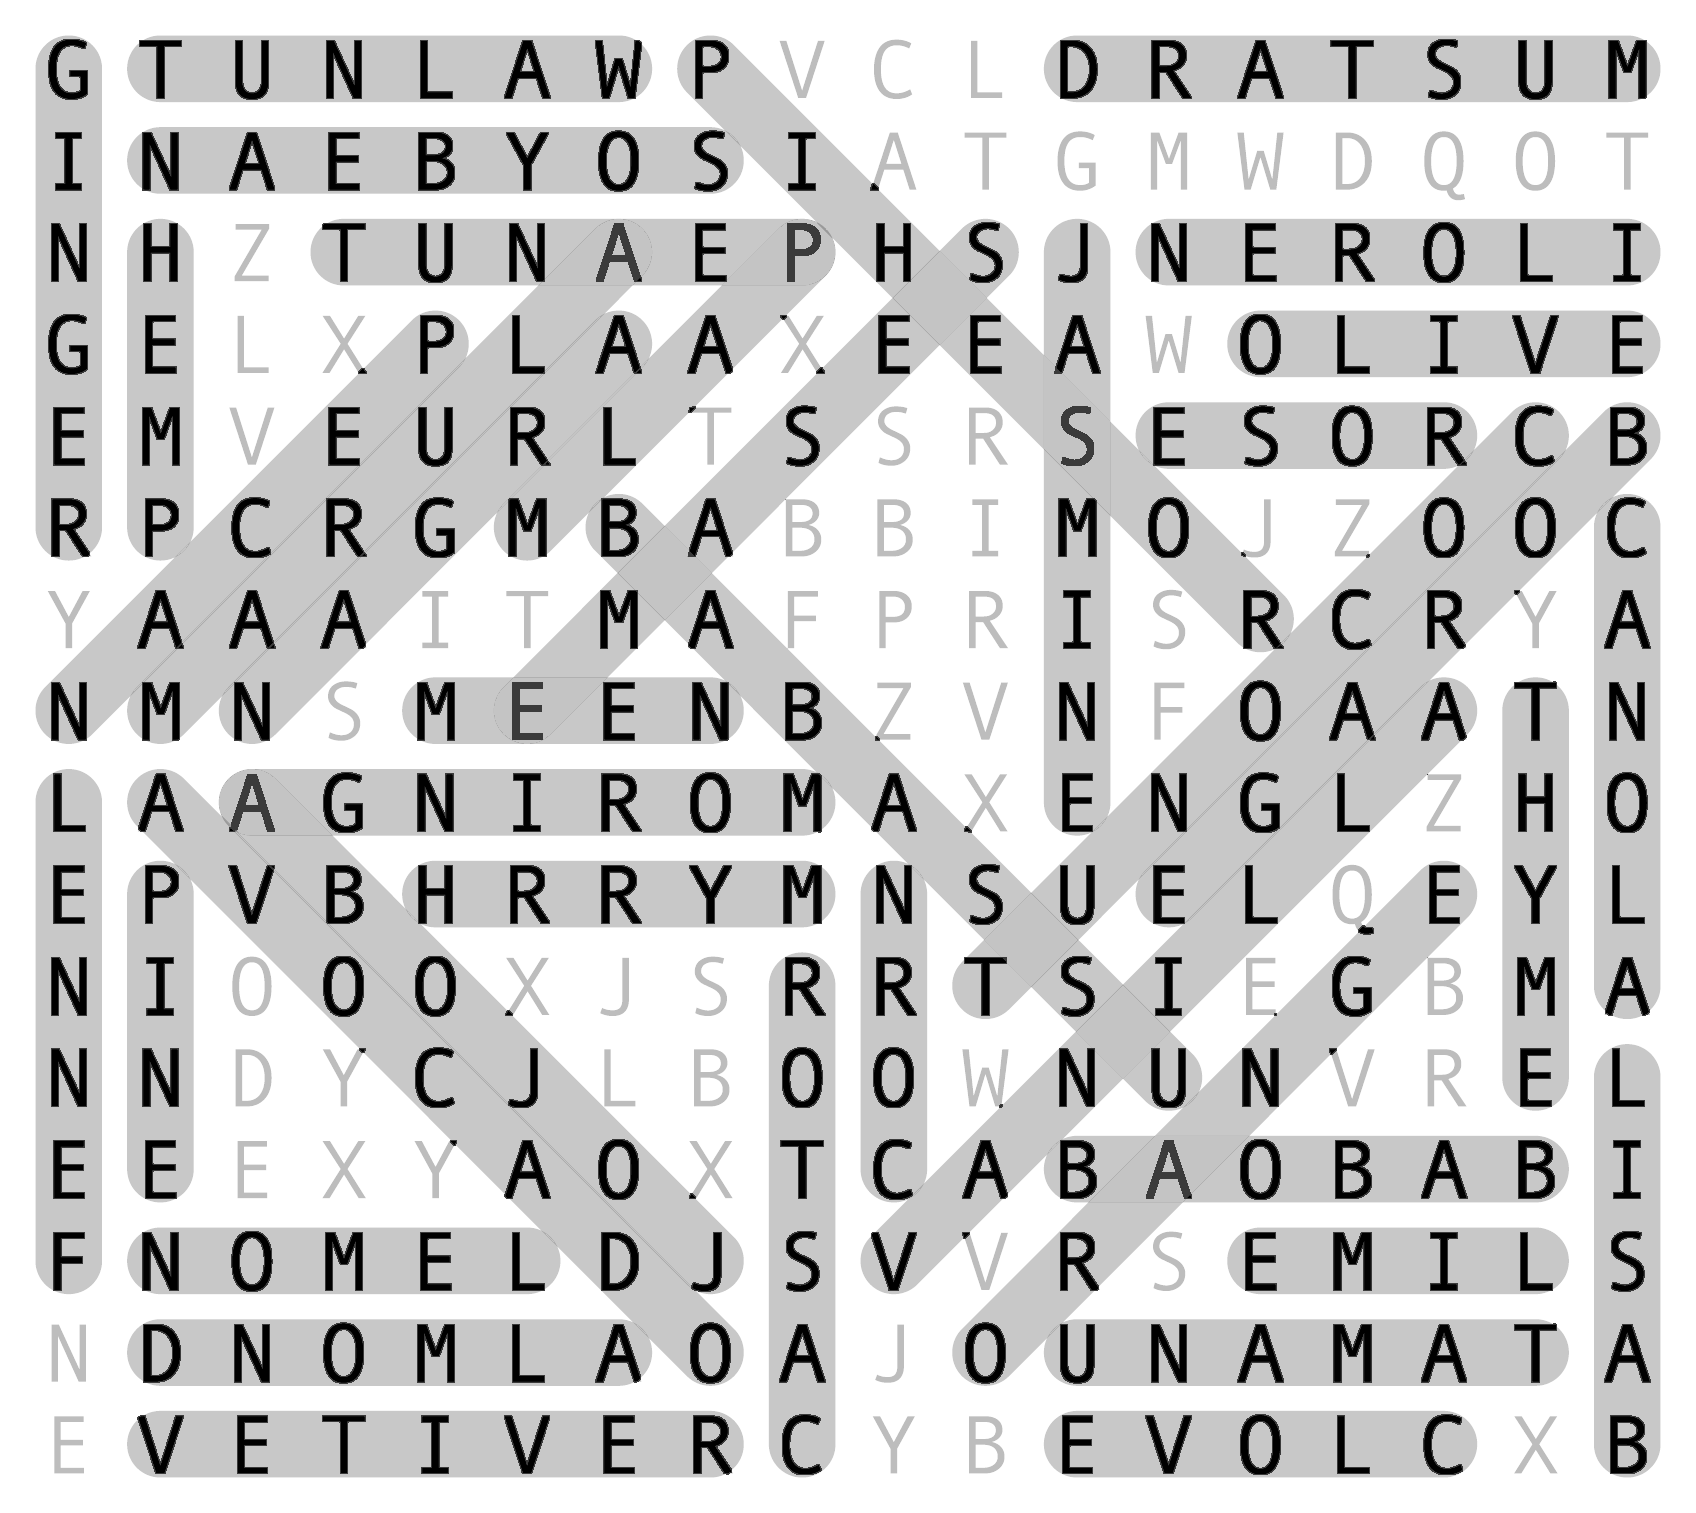 G T U N L A W P V C L D R A T S U M
I N A E B Y O S I A T G M W D Q O T
N H Z T U N A E P H S J N E R O L I
G E L X P L A A X E E A W O L I V E
E M V E U R L T S S R S E S O R C B
R P C R G M B A B B I M O J Z O O C
Y A A A I T M A F P R I S R C R Y A
N M N S M E E N B Z V N F O A A T N
L A A G N I R O M A X E N G L Z H O
E P V B H R R Y M N S U E L Q E Y L
N I O O O X J S R R T S I E G B M A
N N D Y C J L B O O W N U N V R E L
E E E X Y A O X T C A B A O B A B I
F N O M E L D J S V V R S E M I L S
N D N O M L A O A J O U N A M A T A
E V E T I V E R C Y B E V O L C X B